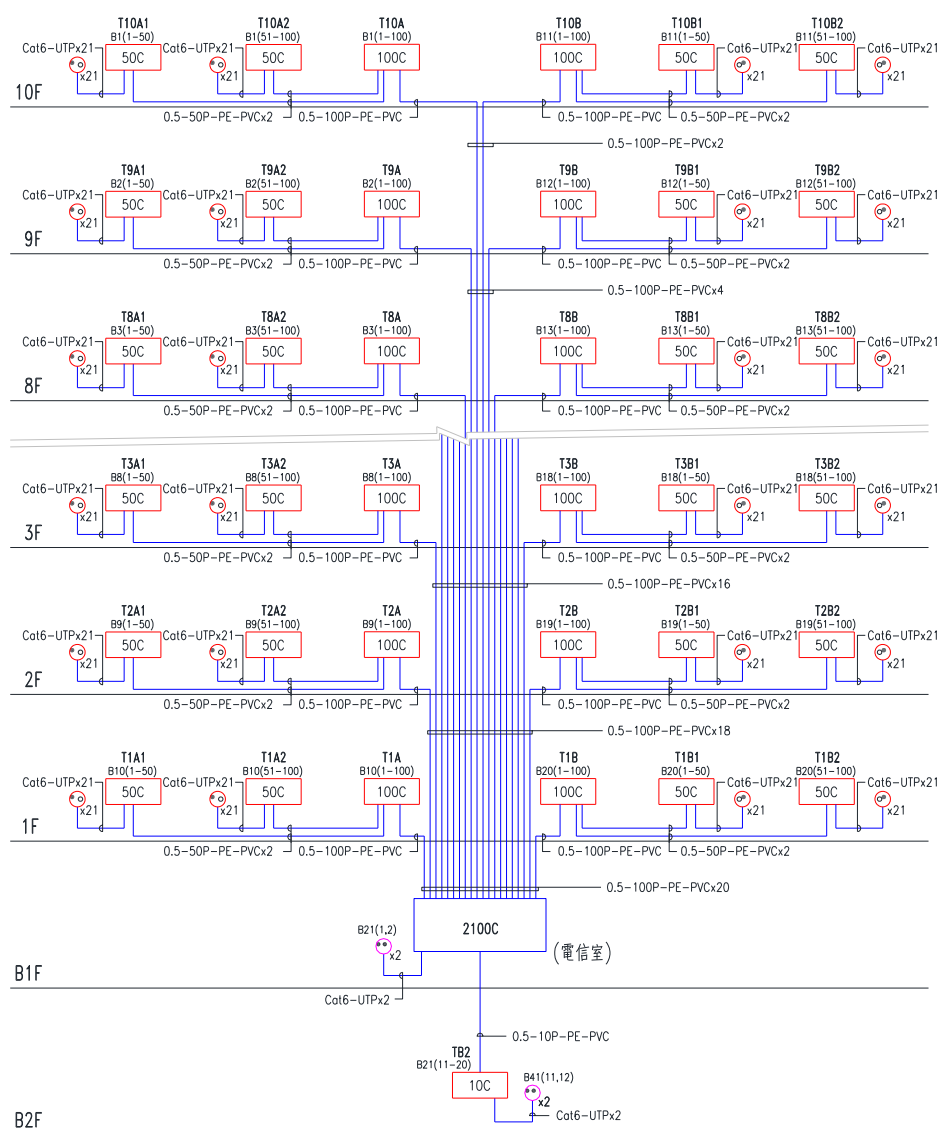 T10A1 T10A2 T10A T10B T10B1 T10B2
B1(1-50) B1(51-100) B1(1-100) B11(1-100) B11(1-50) B11(51-100)
Cat6-UTPx21 50C Cat6-UTPx21 50C 100C 100C 50C Cat6-UTPx21 50C Cat6-UTPx21
x21 x21 x21 x21
10F
0.5-50P-PE-PVCx2 0.5-100P-PE-PVC 0.5-100P-PE-PVC 0.5-50P-PE-PVCx2
0.5-100P-PE-PVCx2
T9A1 T9A2 T9A T9B T9B1 T9B2
B2(1-50) B2(51-100) B2(1-100) B12(1-100) B12(1-50) B12(51-100)
Cat6-UTPx21 50C Cat6-UTPx21 50C 100C 100C 50C Cat6-UTPx21 50C Cat6-UTPx21
x21 x21 x21 x21
9F
0.5-50P-PE-PVCx2 0.5-100P-PE-PVC 0.5-100P-PE-PVC 0.5-50P-PE-PVCx2
0.5-100P-PE-PVCx4
T8A1 T8A2 T8A T8B T8B1 T8B2
B3(1-50) B3(51-100) B3(1-100) B13(1-100) B13(1-50) B13(51-100)
Cat6-UTPx21 50C Cat6-UTPx21 50C 100C 100C 50C Cat6-UTPx21 50C Cat6-UTPx21
x21 x21 x21 x21
8F
0.5-50P-PE-PVCx2 0.5-100P-PE-PVC 0.5-100P-PE-PVC 0.5-50P-PE-PVCx2
T3A1 T3A2 T3A T3B T3B1 T3B2
B8(1-50) B8(51-100) B8(1-100) B18(1-100) B18(1-50) B18(51-100)
Cat6-UTPx21 50C Cat6-UTPx21 50C 100C 100C 50C Cat6-UTPx21 50C Cat6-UTPx21
x21 x21 x21 x21
3F
0.5-50P-PE-PVCx2 0.5-100P-PE-PVC 0.5-100P-PE-PVC 0.5-50P-PE-PVCx2
0.5-100P-PE-PVCx16
T2A1 T2A2 T2A T2B T2B1 T2B2
B9(1-50) B9(51-100) B9(1-100) B19(1-100) B19(1-50) B19(51-100)
Cat6-UTPx21 50C Cat6-UTPx21 50C 100C 100C 50C Cat6-UTPx21 50C Cat6-UTPx21
x21 x21 x21 x21
2F
0.5-50P-PE-PVCx2 0.5-100P-PE-PVC 0.5-100P-PE-PVC 0.5-50P-PE-PVCx2
0.5-100P-PE-PVCx18
T1A1 T1A2 T1A T1B T1B1 T1B2
B10(1-50) B10(51-100) B10(1-100) B20(1-100) B20(1-50) B20(51-100)
Cat6-UTPx21 50C Cat6-UTPx21 50C 100C 100C 50C Cat6-UTPx21 50C Cat6-UTPx21
x21 x21 x21 x21
1F
0.5-50P-PE-PVCx2 0.5-100P-PE-PVC 0.5-100P-PE-PVC 0.5-50P-PE-PVCx2
0.5-100P-PE-PVCx20
B21(1,2) 2100C
x2 (電信室)
B1F
Cat6-UTPx2
0.5-10P-PE-PVC
TB2
B21(11-20)
10C B41(11,12)
x2
Cat6-UTPx2
B2F